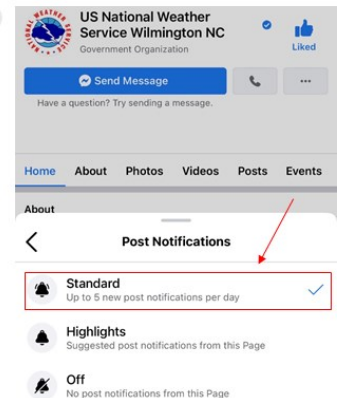 US National Weather
Service Wilmington NC
Government Organization
Liked
Send Message
Have a question? Try sending a message.
Home About Photos Videos Posts Events
About
Post Notifications
Standard
Up to 5 new post notifications per day
Highlights
Suggested post notifications from this Page
Off
No post notifications from this Page